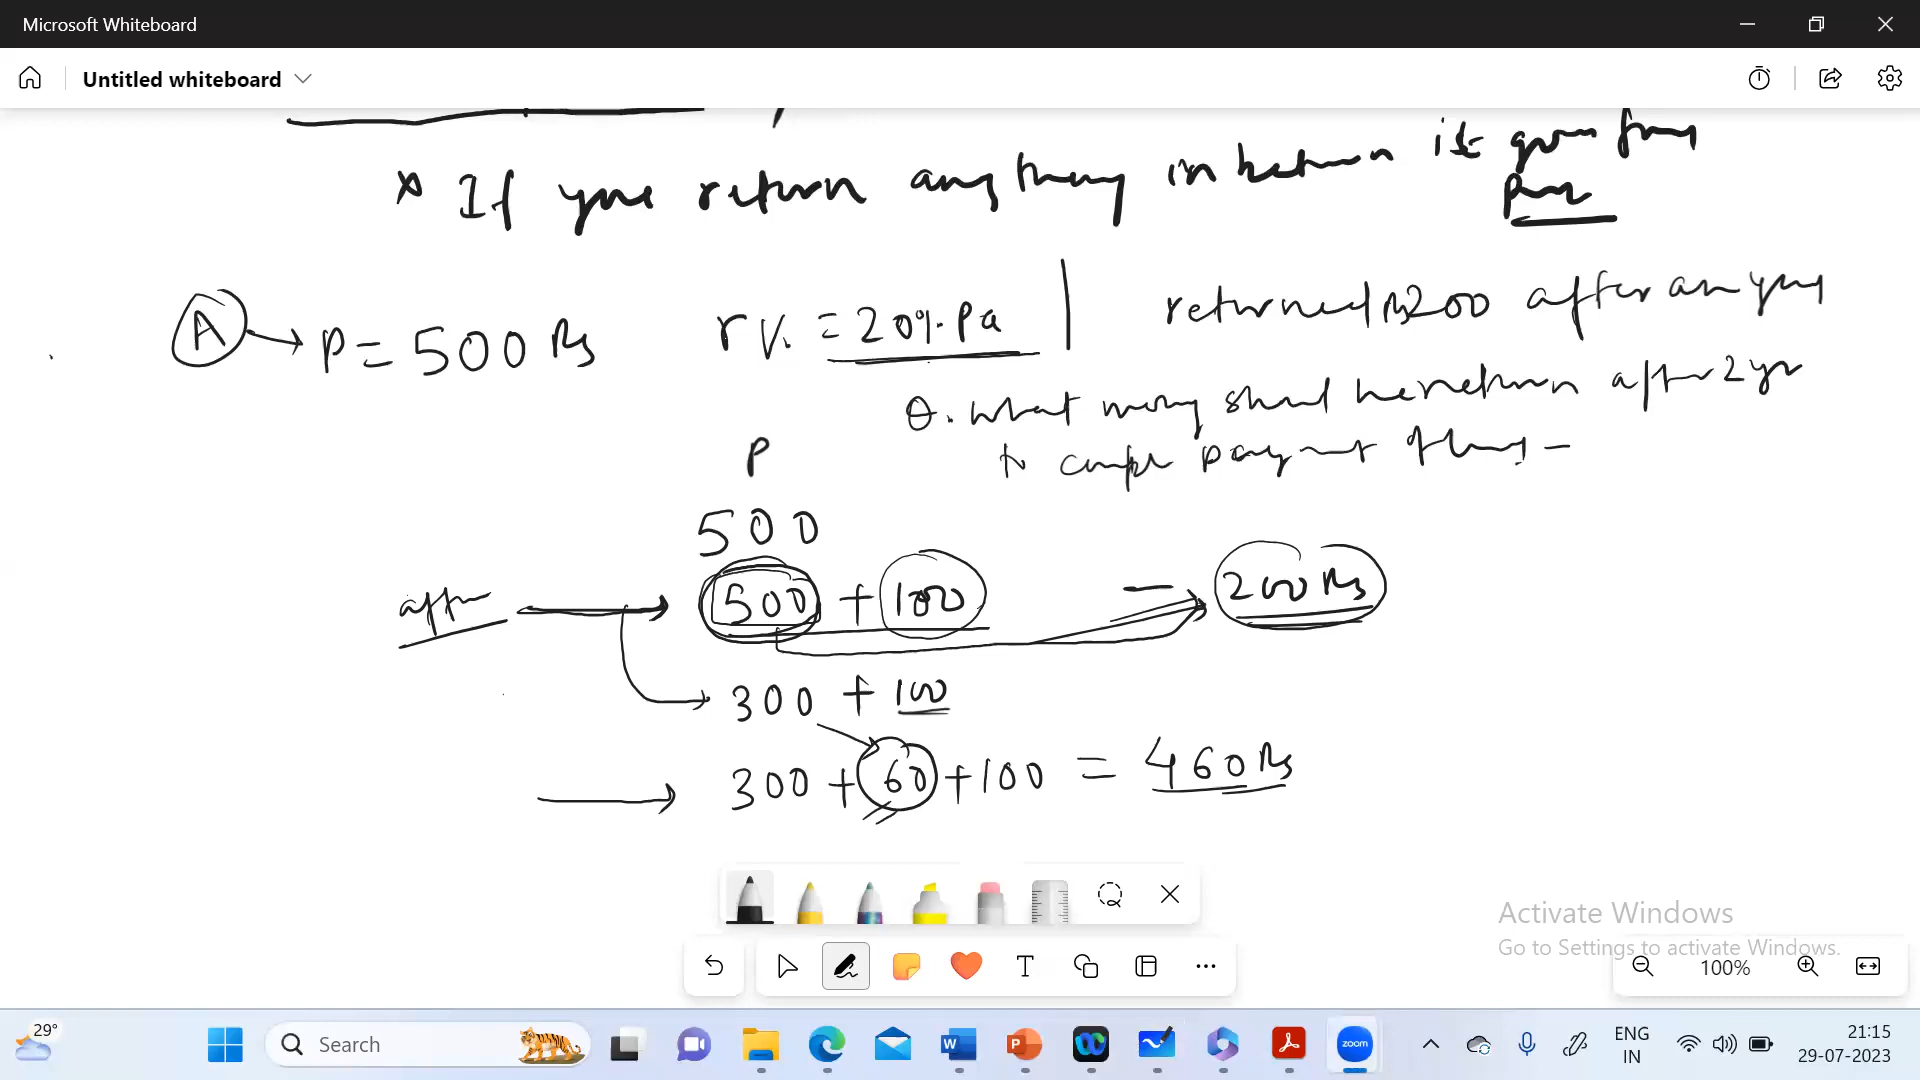 Microsoft Whiteboard
Untitled whiteboard
* If you return anything in between it goes from
A → P = 500 Rs
r % = 20% Pa
returned Rs 200 after an year
Q. what money should he return after 2 yr
to payment of
P
500
after → 500 + 100 - 200 Rs
300 + 100
→ 300 + 60 + 100 = 460 Rs
Activate Windows
Go to Settings to activate Windows.
T
100%
29°
Search
W
P
zoom
ENG
IN
21:15
29-07-2023